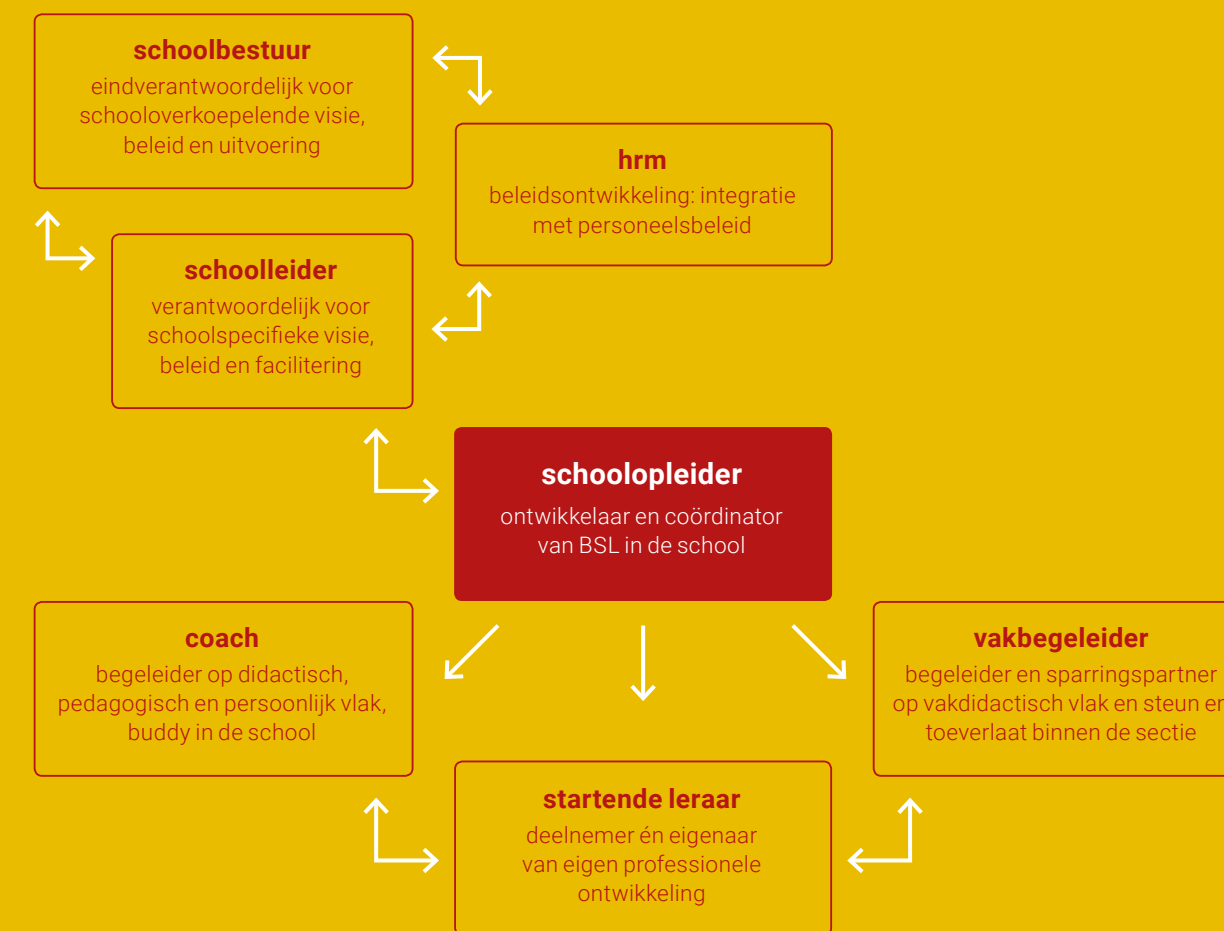 schoolbestuur
eindverantwoordelijk voor
schooloverkoepelende visie,
beleid en uitvoering
hrm
beleidsontwikkeling: integratie
met personeelsbeleid
schoolleider
verantwoordelijk voor
schoolspecifieke visie,
beleid en facilitering
schoolopleider
ontwikkelaar en coördinator
van BSL in de school
coach
begeleider op didactisch,
pedagogisch en persoonlijk vlak,
buddy in de school
vakbegeleider
begeleider en sparringspartner
op vakdidactisch vlak en steun en
toeverlaat binnen de sectie
startende leraar
deelnemer én eigenaar
van eigen professionele
ontwikkeling